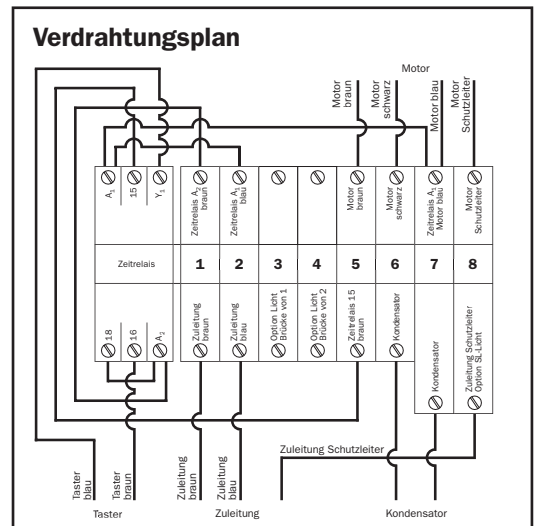 Verdrahtungsplan
Motor
Motor
braun
Motor
schwarz
Motor blau
Motor
Schutzleiter
A1
15
Y1
Zeitrelais A2
braun
Zeitrelais A1
blau
Motor
braun
Motor
schwarz
Zeitrelais A1
Motor blau
Motor
Schutzleiter
Zeitrelais
1
2
3
4
5
6
7
8
18
16
A2
Zuleitung
braun
Zuleitung
blau
Option Licht
Brücke von 1
Option Licht
Brücke von 2
Zeitrelais 15
braun
Kondensator
Kondensator
Zuleitung Schutzleiter
Option SL-Licht
Zuleitung Schutzleiter
Taster
blau
Taster
braun
Zuleitung
braun
Zuleitung
blau
Taster
Zuleitung
Kondensator